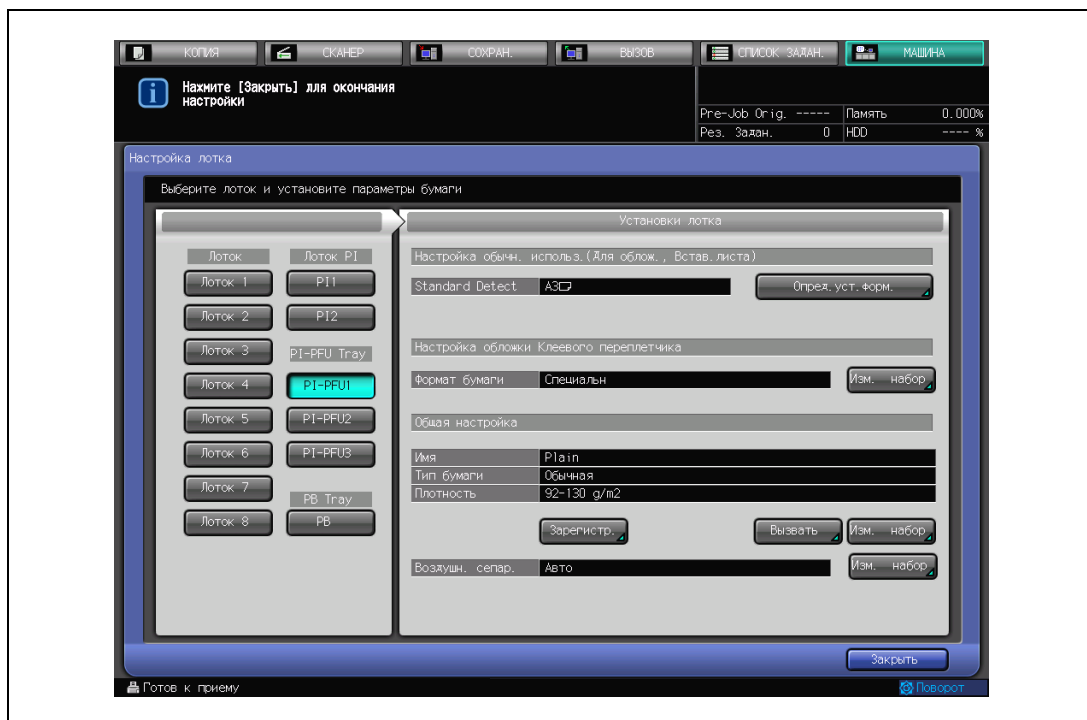 КОПИЯ СКАНЕР СОХРАН. ВЫЗОВ СПИСОК ЗАДАН. МАШИНА
Нажмите [Закрыть] для окончания
настройки
Pre-Job Orig. ----- Память 0.000%
Рез. Задан. 0 HDD ---- %
Настройка лотка
Выберите лоток и установите параметры бумаги
Установки лотка
Лоток Лоток PI
Лоток 1 PI1
Лоток 2 PI2
Лоток 3 PI-PFU Tray
Лоток 4 PI-PFU1
Лоток 5 PI-PFU2
Лоток 6 PI-PFU3
Лоток 7 PB Tray
Лоток 8 PB
Настройка обычн. использ.(Для облож., Встав.листа)
Standard Detect A3 Опред.уст.форм.
Настройка обложки Клеевого переплетчика
Формат бумаги Специальн Изм. набор
Общая настройка
Имя Plain
Тип бумаги Обычная
Плотность 92-130 g/m2
Зарегистр. Вызвать Изм. набор
Воздушн. сепар. Авто Изм. набор
Закрыть
Готов к приему Поворот